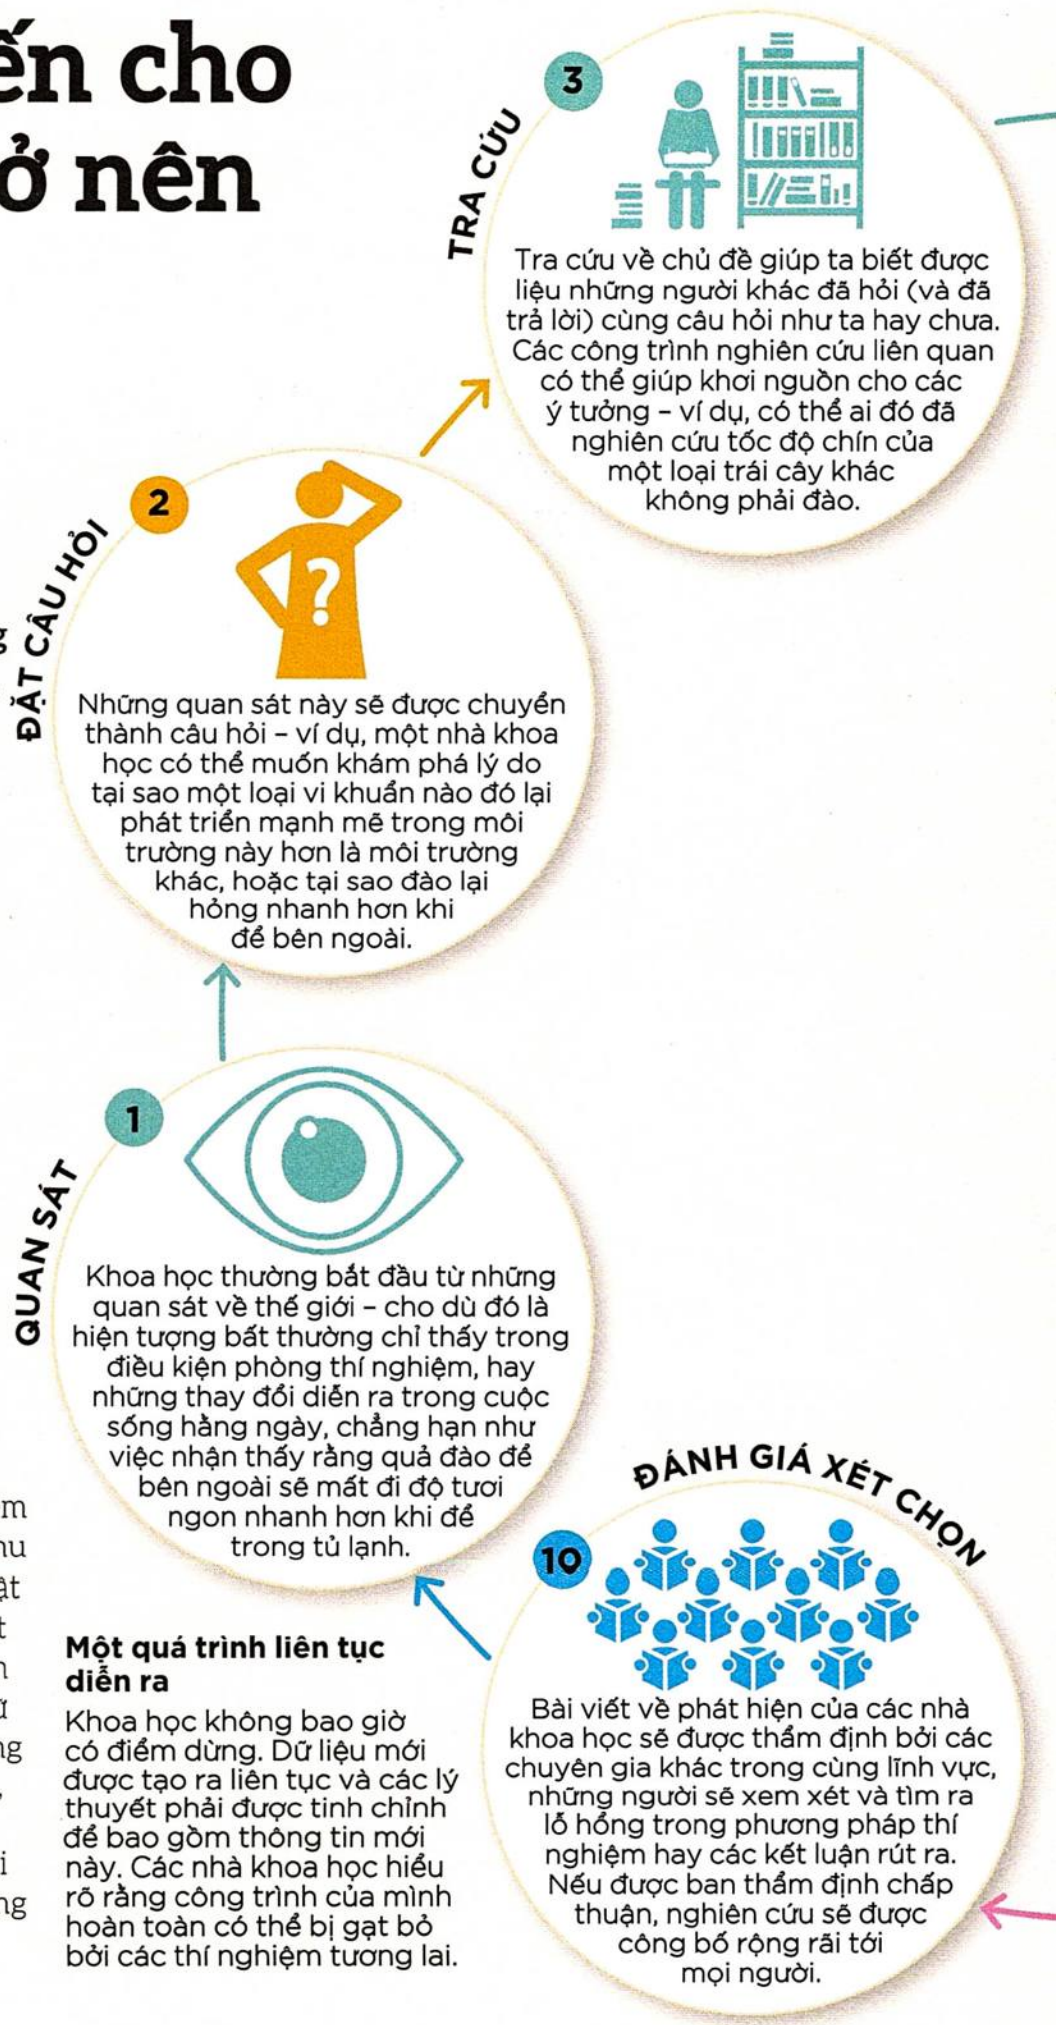 ến cho
ở nên
3
TRA CỨU
Tra cứu về chủ đề giúp ta biết được
liệu những người khác đã hỏi (và đã
trả lời) cùng câu hỏi như ta hay chưa.
Các công trình nghiên cứu liên quan
có thể giúp khơi nguồn cho các
ý tưởng – ví dụ, có thể ai đó đã
nghiên cứu tốc độ chín của
một loại trái cây khác
không phải đào.
2
ĐẶT CÂU HỎI
?
Những quan sát này sẽ được chuyển
thành câu hỏi – ví dụ, một nhà khoa
học có thể muốn khám phá lý do
tại sao một loại vi khuẩn nào đó lại
phát triển mạnh mẽ trong môi
trường này hơn là môi trường
khác, hoặc tại sao đào lại
hỏng nhanh hơn khi
để bên ngoài.
1
QUAN SÁT
Khoa học thường bắt đầu từ những
quan sát về thế giới – cho dù đó là
hiện tượng bất thường chỉ thấy trong
điều kiện phòng thí nghiệm, hay
những thay đổi diễn ra trong cuộc
sống hằng ngày, chẳng hạn như
việc nhận thấy rằng quả đào để
bên ngoài sẽ mất đi độ tươi
ngon nhanh hơn khi để
trong tủ lạnh.
Một quá trình liên tục
diễn ra
Khoa học không bao giờ
có điểm dừng. Dữ liệu mới
được tạo ra liên tục và các lý
thuyết phải được tinh chỉnh
để bao gồm thông tin mới
này. Các nhà khoa học hiểu
rõ rằng công trình của mình
hoàn toàn có thể bị gạt bỏ
bởi các thí nghiệm tương lai.
ĐÁNH GIÁ XÉT CHỌN
10
Bài viết về phát hiện của các nhà
khoa học sẽ được thẩm định bởi các
chuyên gia khác trong cùng lĩnh vực,
những người sẽ xem xét và tìm ra
lỗ hổng trong phương pháp thí
nghiệm hay các kết luận rút ra.
Nếu được ban thẩm định chấp
thuận, nghiên cứu sẽ được
công bố rộng rãi tới
mọi người.